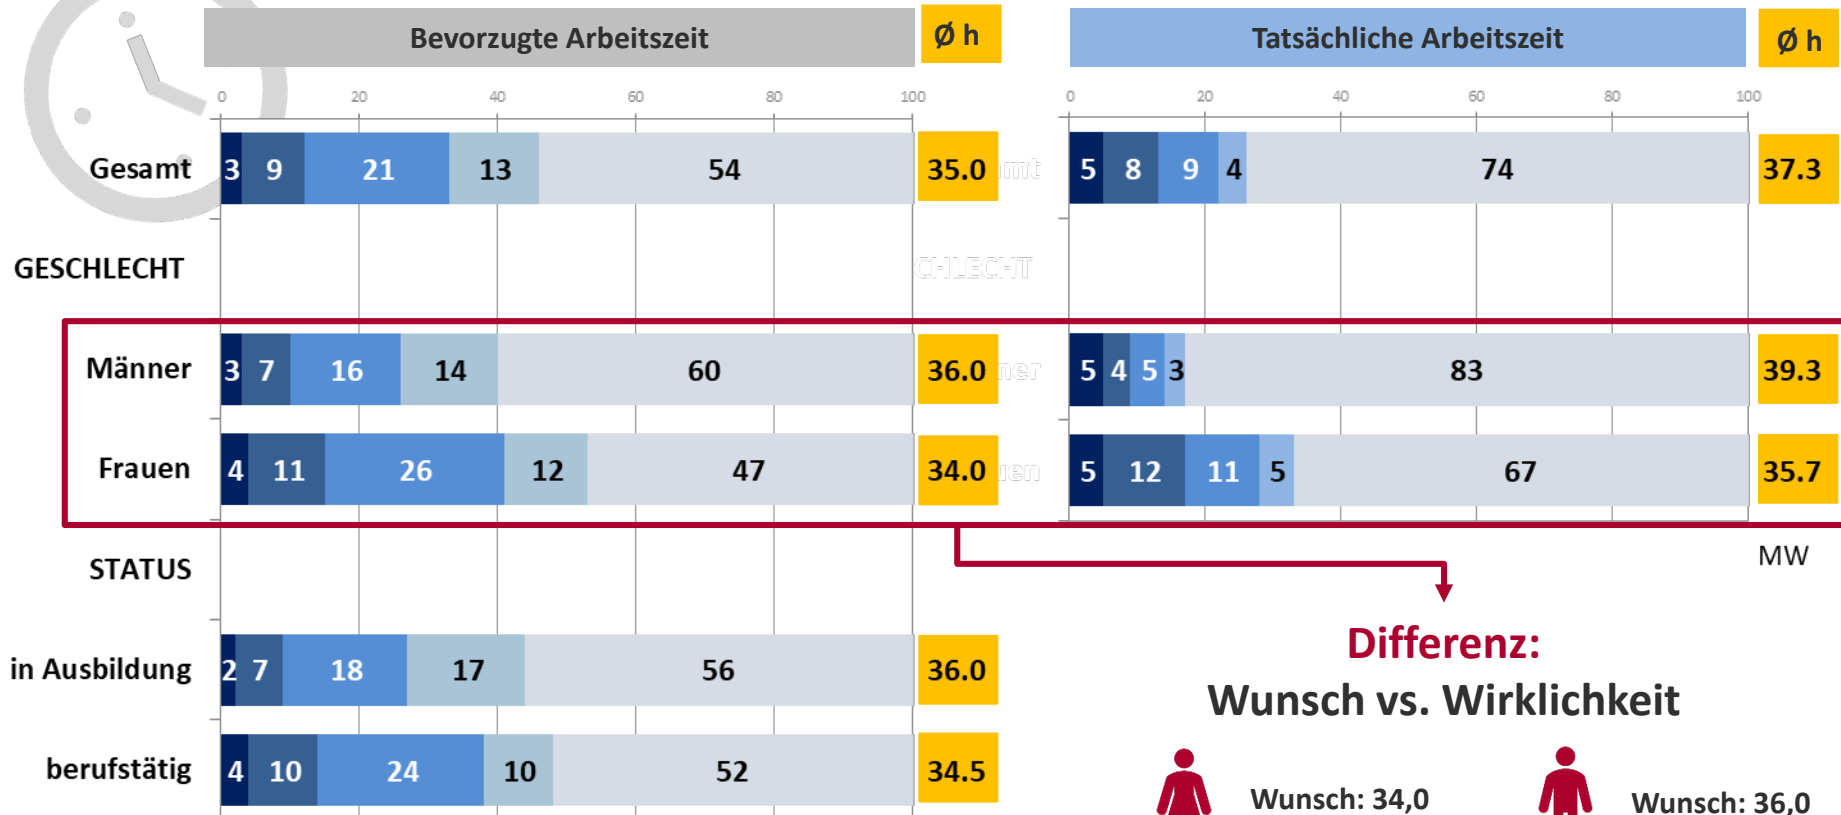 Bevorzugte Arbeitszeit Ø h Tatsächliche Arbeitszeit Ø h
0 20 40 60 80 100 0 20 40 60 80 100
Gesamt 3 9 21 13 54 35.0 mt 5 8 9 4 74 37.3
GESCHLECHT CHLECHT
Männer 3 7 16 14 60 36.0 ner 5 4 5 3 83 39.3
Frauen 4 11 26 12 47 34.0 uen 5 12 11 5 67 35.7
STATUS MW
in Ausbildung 2 7 18 17 56 36.0
berufstätig 4 10 24 10 52 34.5
Differenz:
Wunsch vs. Wirklichkeit
Wunsch: 34,0 Wunsch: 36,0